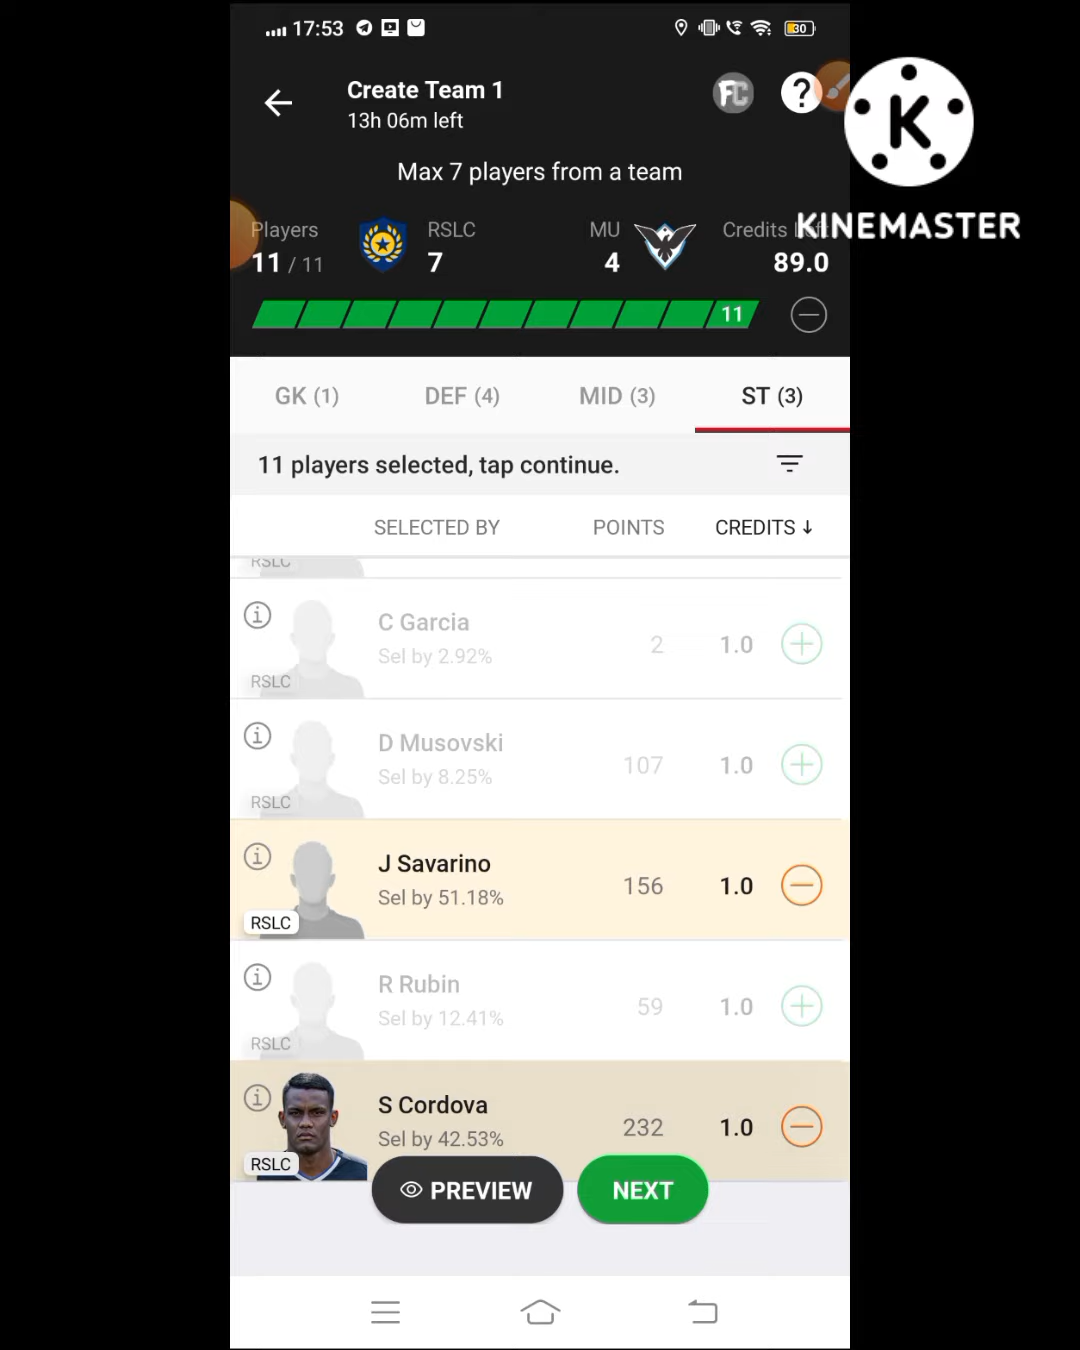 17:53
30
Create Team 1
13h 06m left
FC
?
K
KINEMASTER
Max 7 players from a team
Players
11 / 11
RSLC
7
MU
4
Credits
89.0
11
GK (1)
DEF (4)
MID (3)
ST (3)
11 players selected, tap continue.
SELECTED BY
POINTS
CREDITS ↓
RSLC
C Garcia
Sel by 2.92%
2
1.0
RSLC
D Musovski
Sel by 8.25%
107
1.0
RSLC
J Savarino
Sel by 51.18%
156
1.0
RSLC
R Rubin
Sel by 12.41%
59
1.0
RSLC
S Cordova
Sel by 42.53%
232
1.0
RSLC
PREVIEW
NEXT